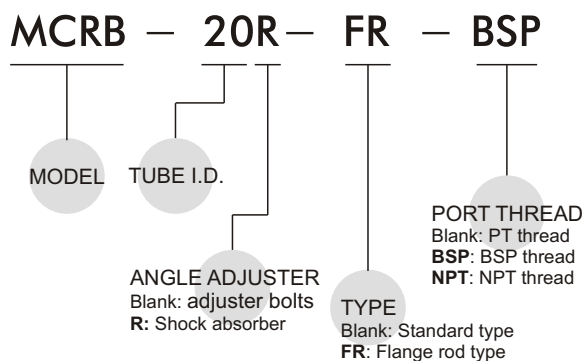 MCRB — 20R — FR — BSP
MODEL
TUBE I.D.
ANGLE ADJUSTER
Blank: adjuster bolts
R: Shock absorber
TYPE
Blank: Standard type
FR: Flange rod type
PORT THREAD
Blank: PT thread
BSP: BSP thread
NPT: NPT thread